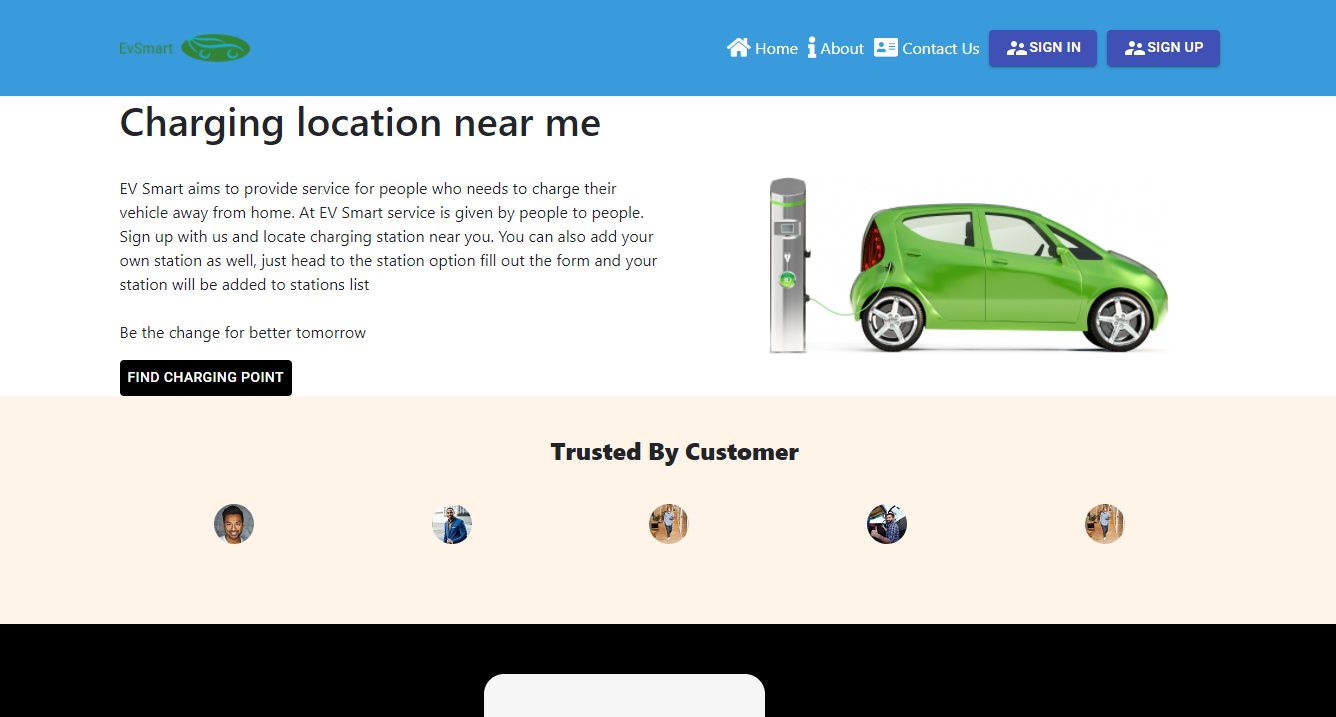 EvSmart
Home About Contact Us SIGN IN SIGN UP
Charging location near me
EV Smart aims to provide service for people who needs to charge their
vehicle away from home. At EV Smart service is given by people to people.
Sign up with us and locate charging station near you. You can also add your
own station as well, just head to the station option fill out the form and your
station will be added to stations list
Be the change for better tomorrow
FIND CHARGING POINT
Trusted By Customer